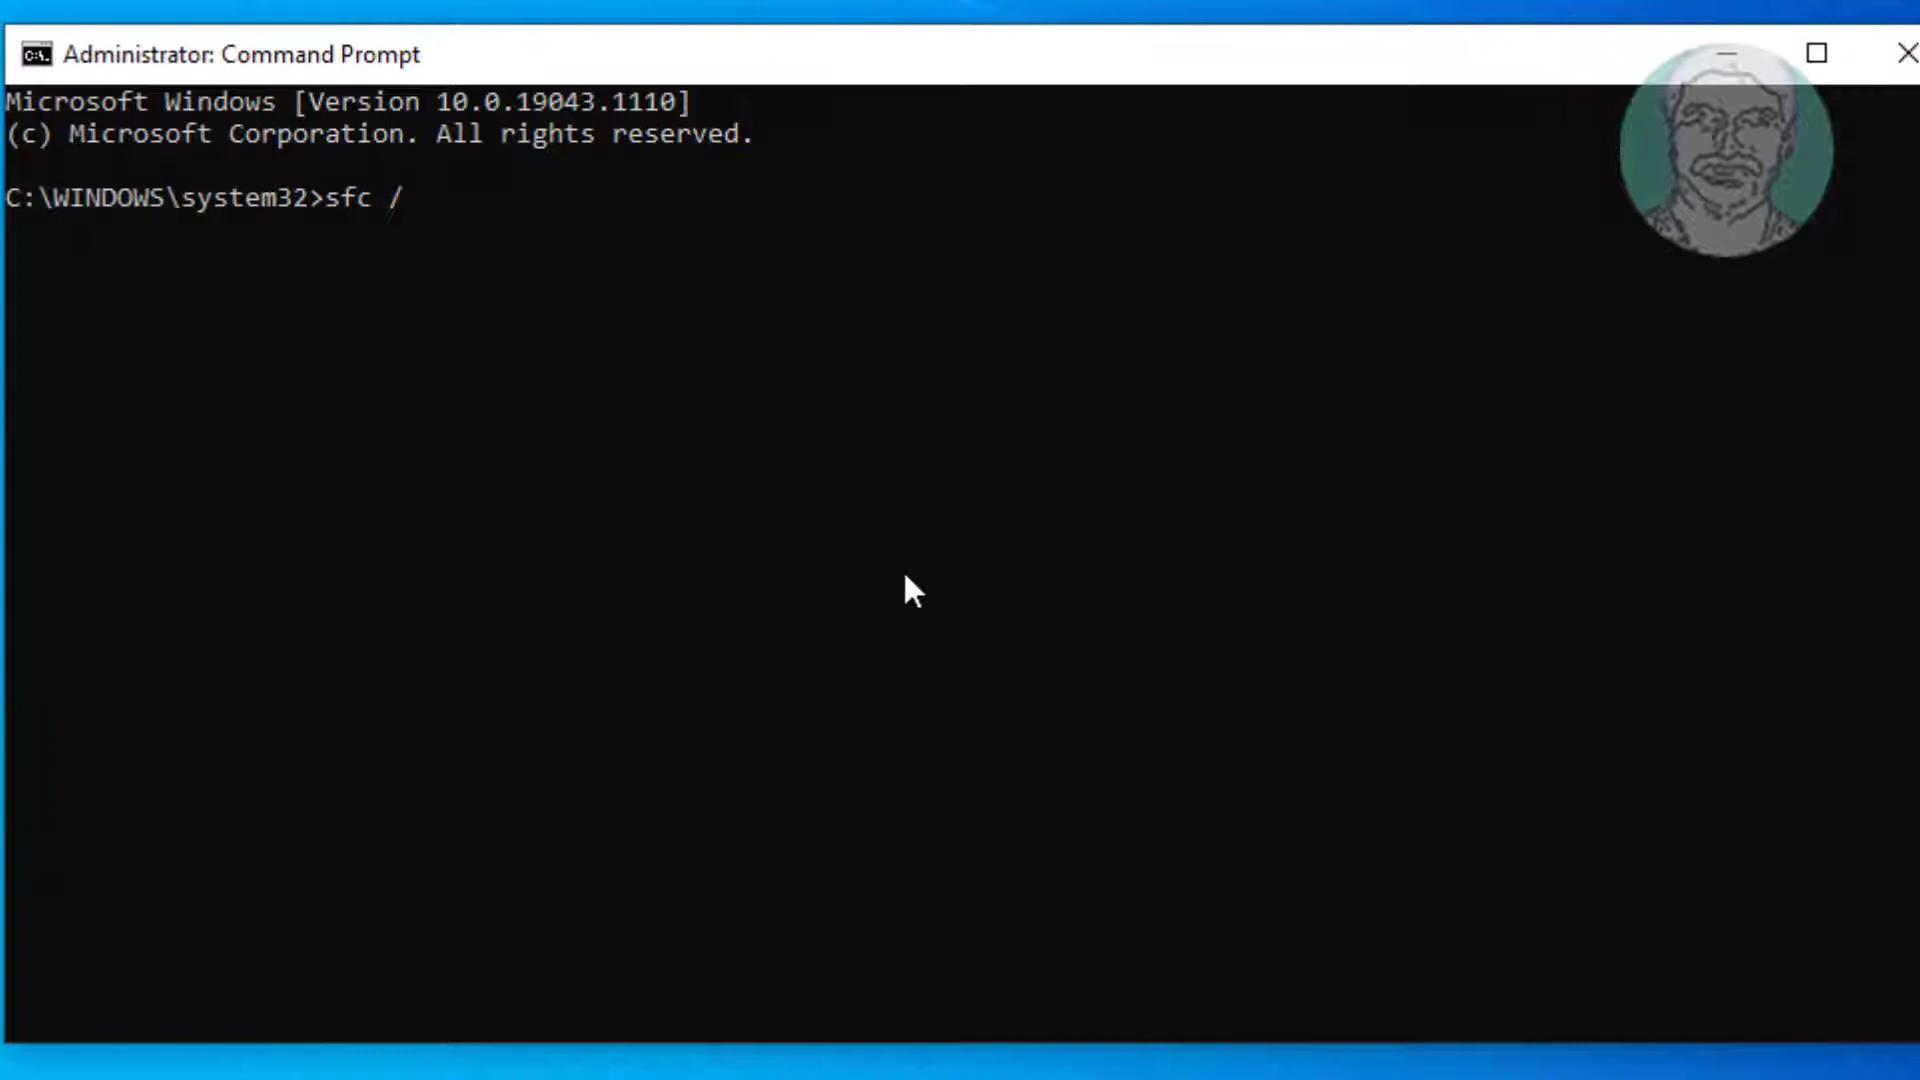 Administrator: Command Prompt
Microsoft Windows [Version 10.0.19043.1110]
(c) Microsoft Corporation. All rights reserved.
C:\WINDOWS\system32>sfc /